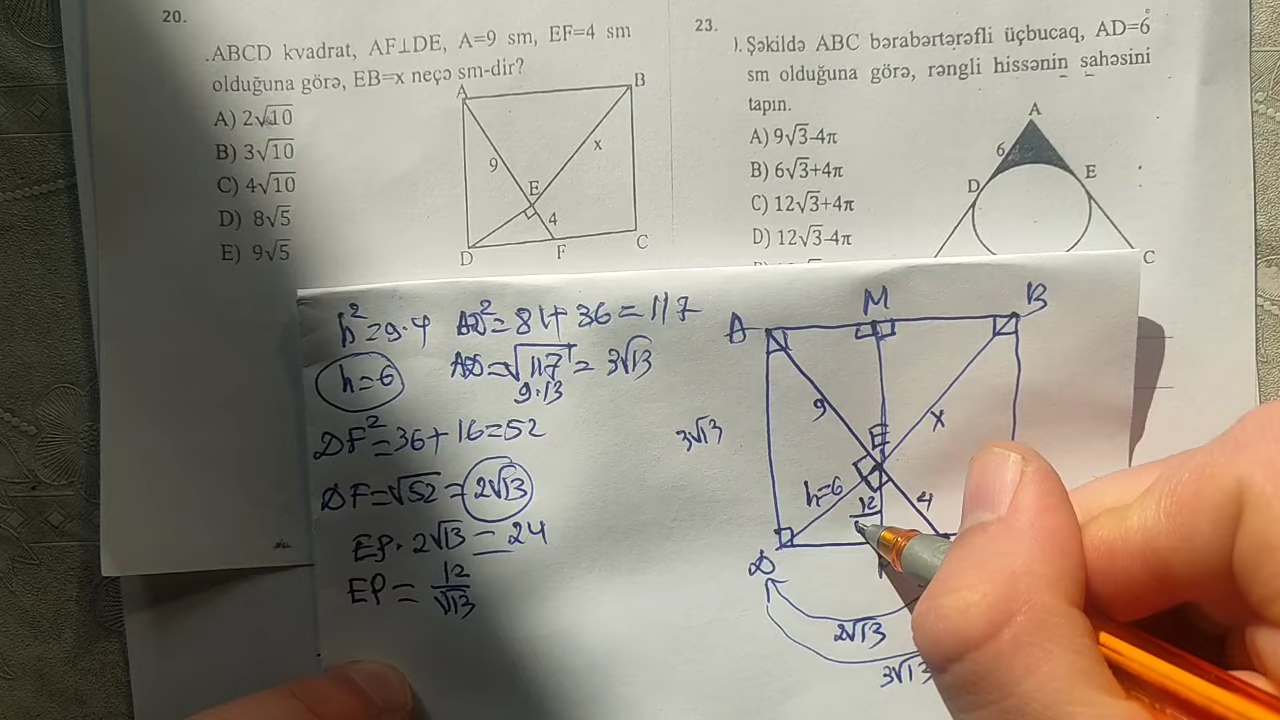 20.
.ABCD kvadrat, AF⊥DE, A=9 sm, EF=4 sm
olduğuna görə, EB=x neçə sm-dir?
A) 2√10
B) 3√10
C) 4√10
D) 8√5
E) 9√5
A
B
9
x
E
4
D
F
C
23.
). Şəkildə ABC bərabərtərəfli üçbucaq, AD=6
sm olduğuna görə, rəngli hissənin sahəsini
tapın.
A) 9√3-4π
B) 6√3+4π
C) 12√3+4π
D) 12√3-4π
A
6
D
E
C
h²=9·4
h=6
AD²=81+36=117
AD=√117=3√13
9·13
DF²=36+16=52
DF=√52=2√13
EP·2√13=24
EP=12/√13
A
M
B
9
E
x
3√13
h=6
12
4
D
2√13
3√13